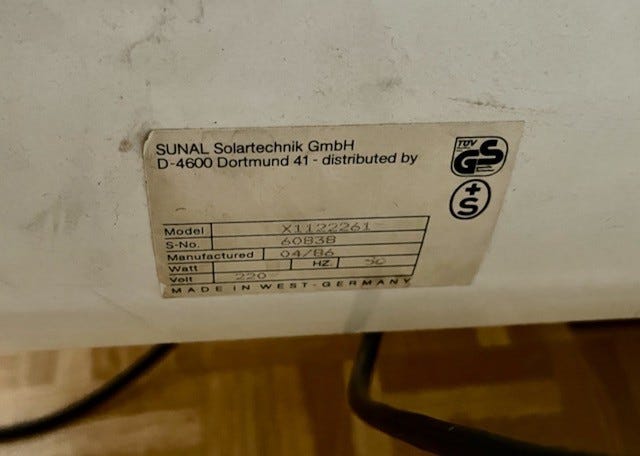 SUNAL Solartechnik GmbH
D-4600 Dortmund 41 - distributed by
TÜV
GS
+S
Model X1122261
S-No. 60838
Manufactured 04/86
Watt HZ. 50
Volt 220
MADE IN WEST-GERMANY